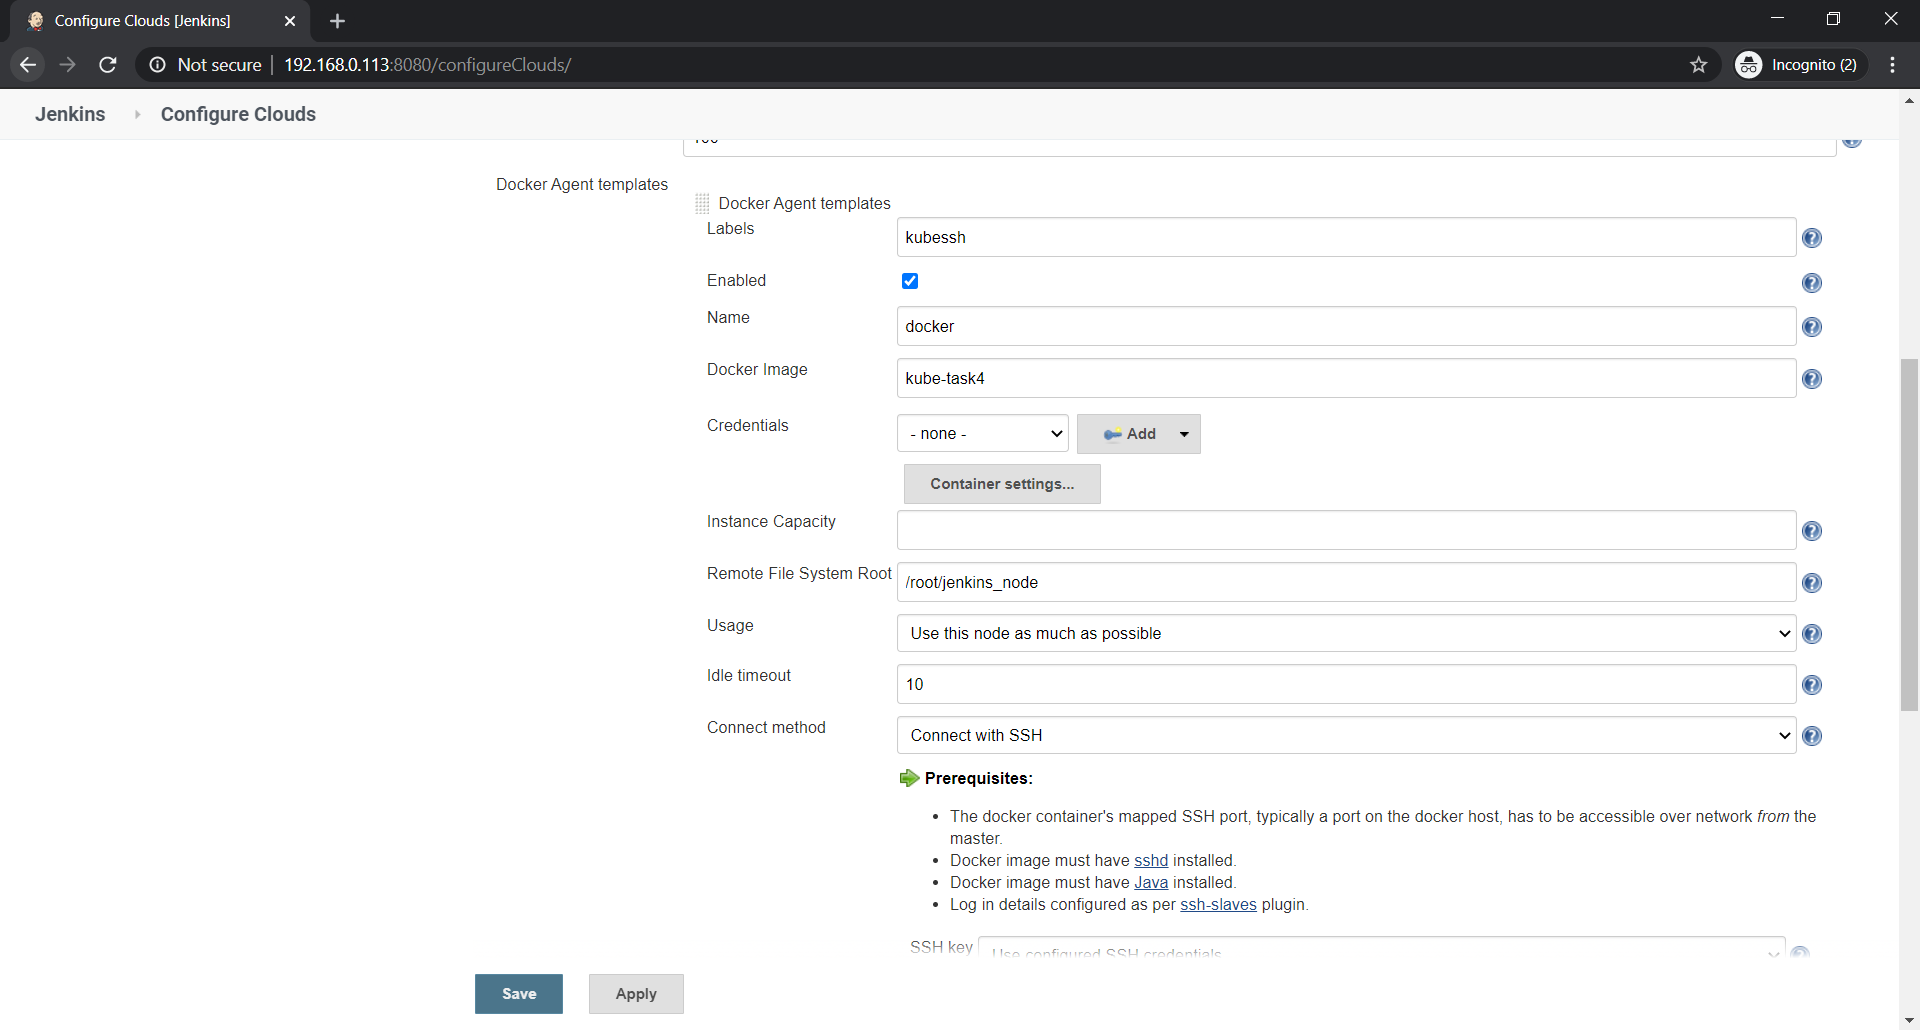 Configure Clouds [Jenkins]
Not secure | 192.168.0.113:8080/configureClouds/
Incognito (2)
Jenkins
Configure Clouds
Docker Agent templates
Docker Agent templates
Labels
kubessh
Enabled
Name
docker
Docker Image
kube-task4
Credentials
- none -
Add
Container settings...
Instance Capacity
Remote File System Root
/root/jenkins_node
Usage
Use this node as much as possible
Idle timeout
10
Connect method
Connect with SSH
Prerequisites:
• The docker container's mapped SSH port, typically a port on the docker host, has to be accessible over network from the
master.
• Docker image must have sshd installed.
• Docker image must have Java installed.
• Log in details configured as per ssh-slaves plugin.
SSH key
Use configured SSH credentials
Save
Apply